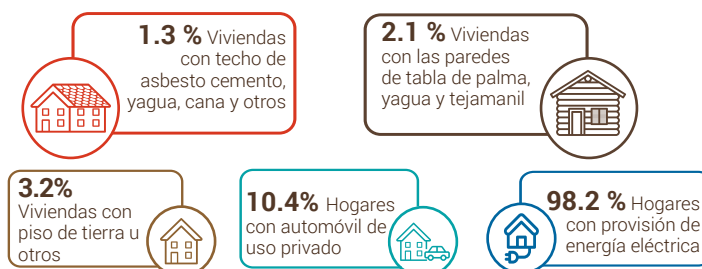 1.3 % Viviendas
con techo de
asbesto cemento,
yagua, cana y otros
2.1 % Viviendas
con las paredes
de tabla de palma,
yagua y tejamanil
3.2%
Viviendas con
piso de tierra u
otros
10.4% Hogares
con automóvil de
uso privado
98.2 % Hogares
con provisión de
energía eléctrica